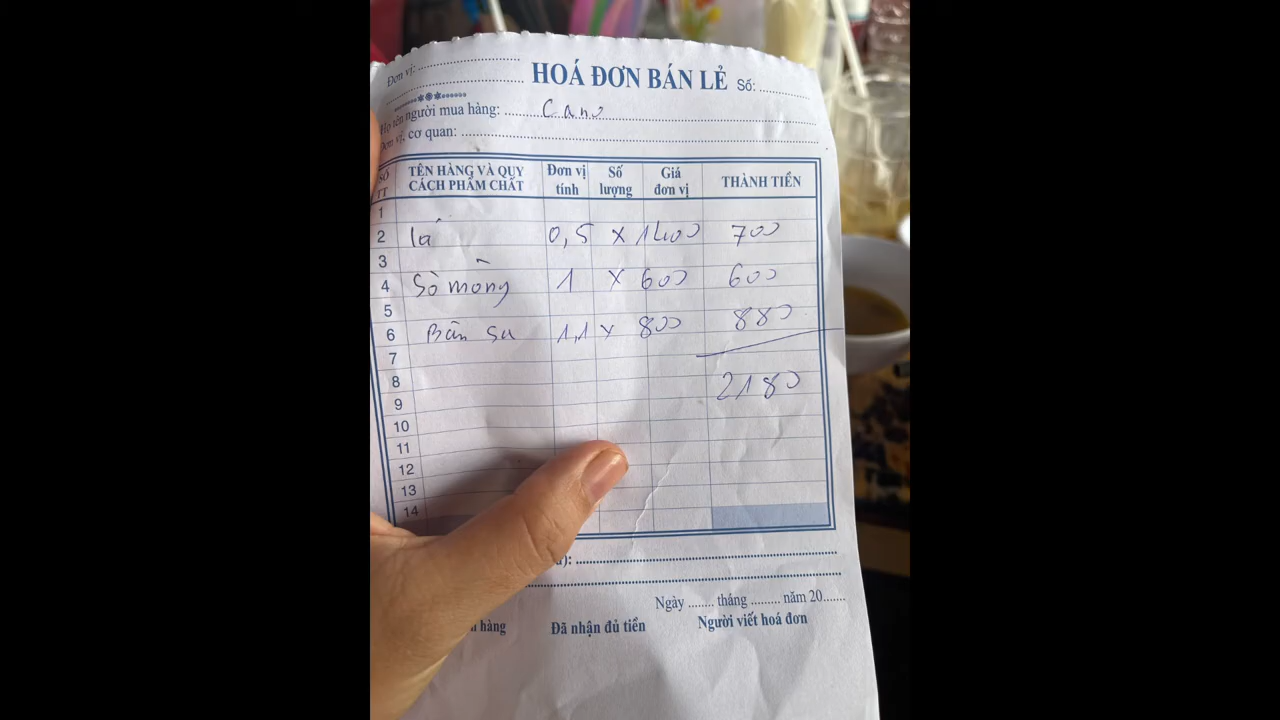 Đơn vị: ........
HOÁ ĐƠN BÁN LẺ Số: ........
Họ tên người mua hàng: ........ Cano
Đơn vị, cơ quan: ........
SỐ TT TÊN HÀNG VÀ QUY CÁCH PHẨM CHẤT Đơn vị tính Số lượng Giá đơn vị THÀNH TIỀN
1
2 0,5 x 1400 700
3
4 Sò mòng 1 x 600 600
5
6 Bàn sa 1,1 x 800 880
7
8 2180
9
10
11
12
13
14
Ngày ........ tháng ........ năm 20.......
hàng Đã nhận đủ tiền Người viết hoá đơn